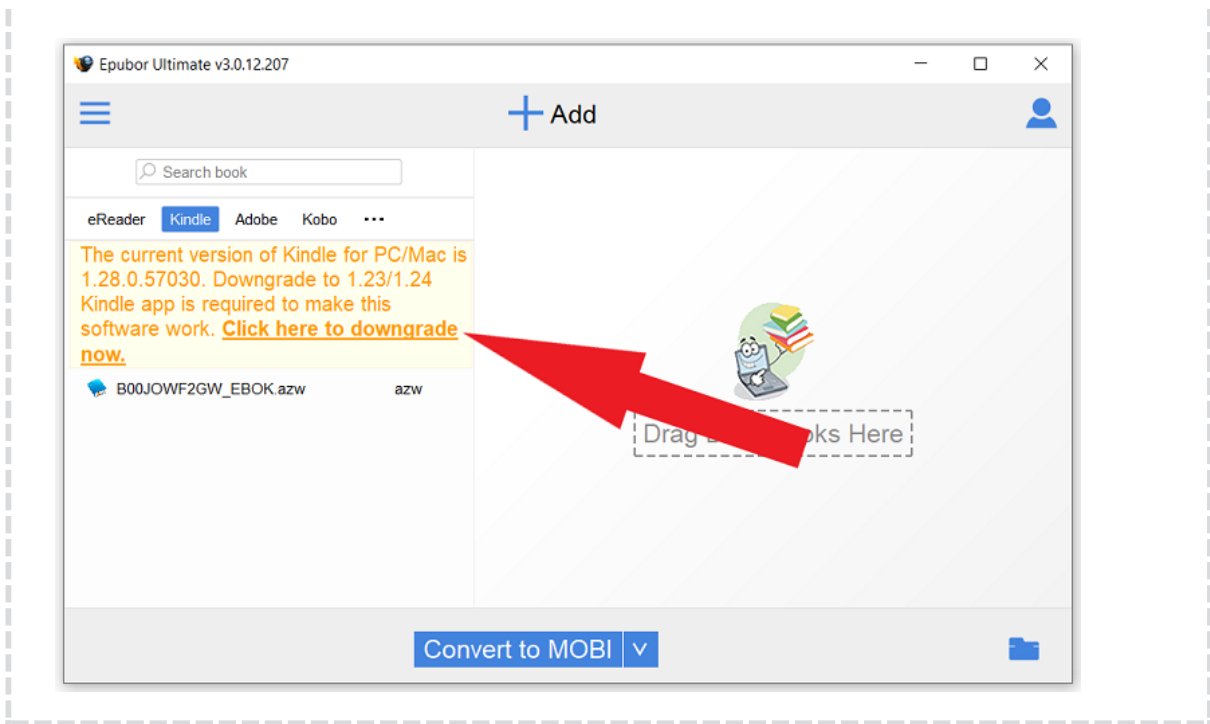 Epubor Ultimate v3.0.12.207
Add
Search book
eReader Kindle Adobe Kobo ...
The current version of Kindle for PC/Mac is
1.28.0.57030. Downgrade to 1.23/1.24
Kindle app is required to make this
software work. Click here to downgrade
now.
B00JOWF2GW_EBOK.azw azw
Drag Here
Convert to MOBI